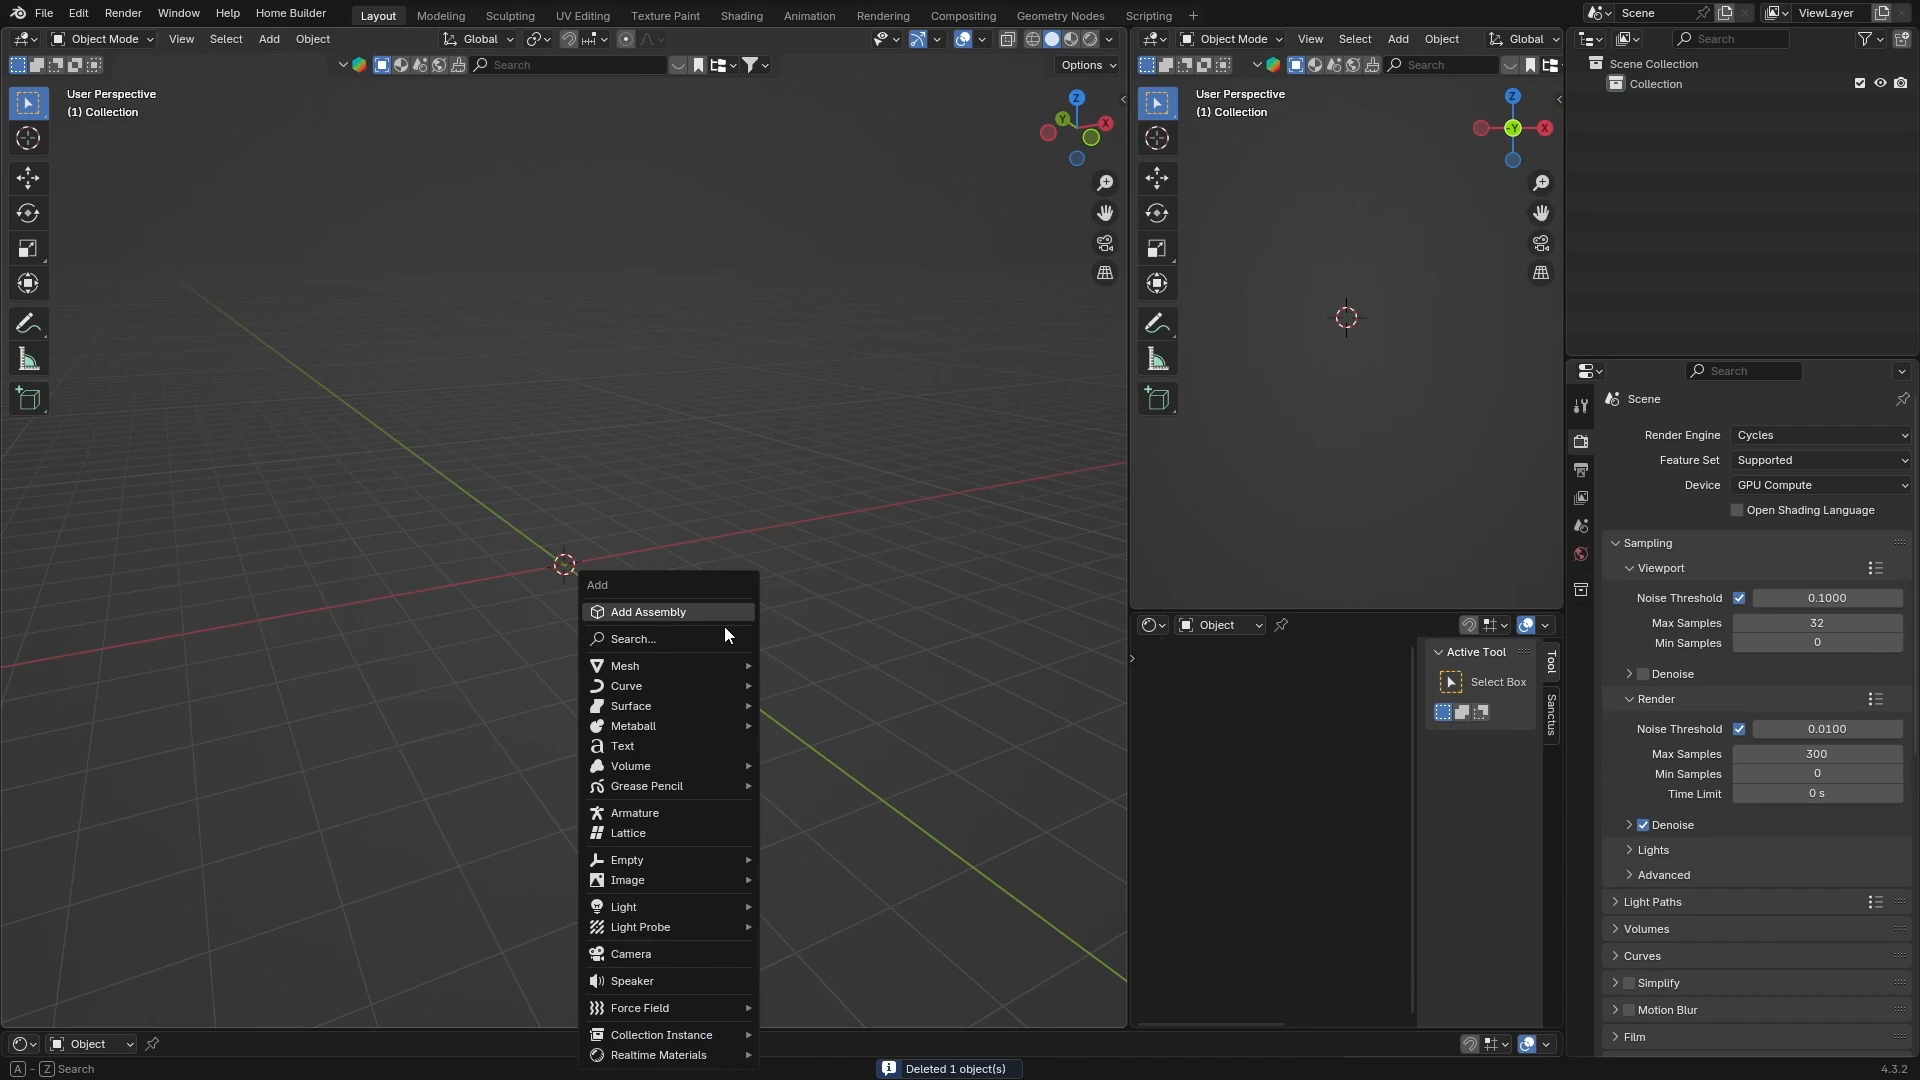 File Edit Render Window Help Home Builder Layout Modeling Sculpting UV Editing Texture Paint Shading Animation Rendering Compositing Geometry Nodes Scripting + Scene ViewLayer
Object Mode View Select Add Object Global
Object Mode View Select Add Object Global
Search
Search Options
Search
User Perspective
(1) Collection
Z
Y
X
User Perspective
(1) Collection
Z
-Y
X
Scene Collection
Collection
Search
Scene
Render Engine Cycles
Feature Set Supported
Device GPU Compute
Open Shading Language
Sampling
Viewport
Noise Threshold 0.1000
Max Samples 32
Min Samples 0
Denoise
Render
Noise Threshold 0.0100
Max Samples 300
Min Samples 0
Time Limit 0 s
Denoise
Lights
Advanced
Light Paths
Volumes
Curves
Simplify
Motion Blur
Film
Add
Add Assembly
Search...
Mesh
Curve
Surface
Metaball
Text
Volume
Grease Pencil
Armature
Lattice
Empty
Image
Light
Light Probe
Camera
Speaker
Force Field
Collection Instance
Realtime Materials
Object
Active Tool
Select Box
Tool
Sanctus
Object
A - Z Search
Deleted 1 object(s)
4.3.2